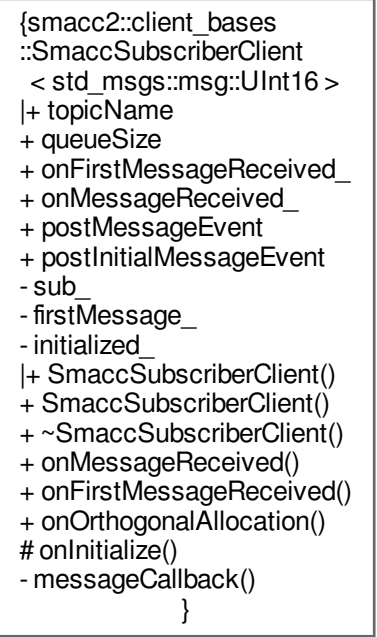 {smacc2::client_bases
::SmaccSubscriberClient
< std_msgs::msg::UInt16 >
|+ topicName
+ queueSize
+ onFirstMessageReceived_
+ onMessageReceived_
+ postMessageEvent
+ postInitialMessageEvent
- sub_
- firstMessage_
- initialized_
|+ SmaccSubscriberClient()
+ SmaccSubscriberClient()
+ ~SmaccSubscriberClient()
+ onMessageReceived()
+ onFirstMessageReceived()
+ onOrthogonalAllocation()
# onInitialize()
- messageCallback()
}